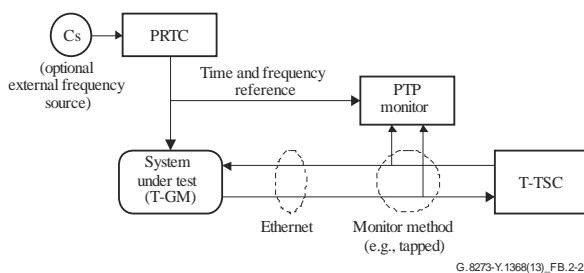 Cs
PRTC
(optional
external frequency
source)
Time and frequency
reference
PTP
monitor
System
under test
(T-GM)
T-TSC
Ethernet
Monitor method
(e.g., tapped)
G.8273-Y.1368(13)_FB.2-2